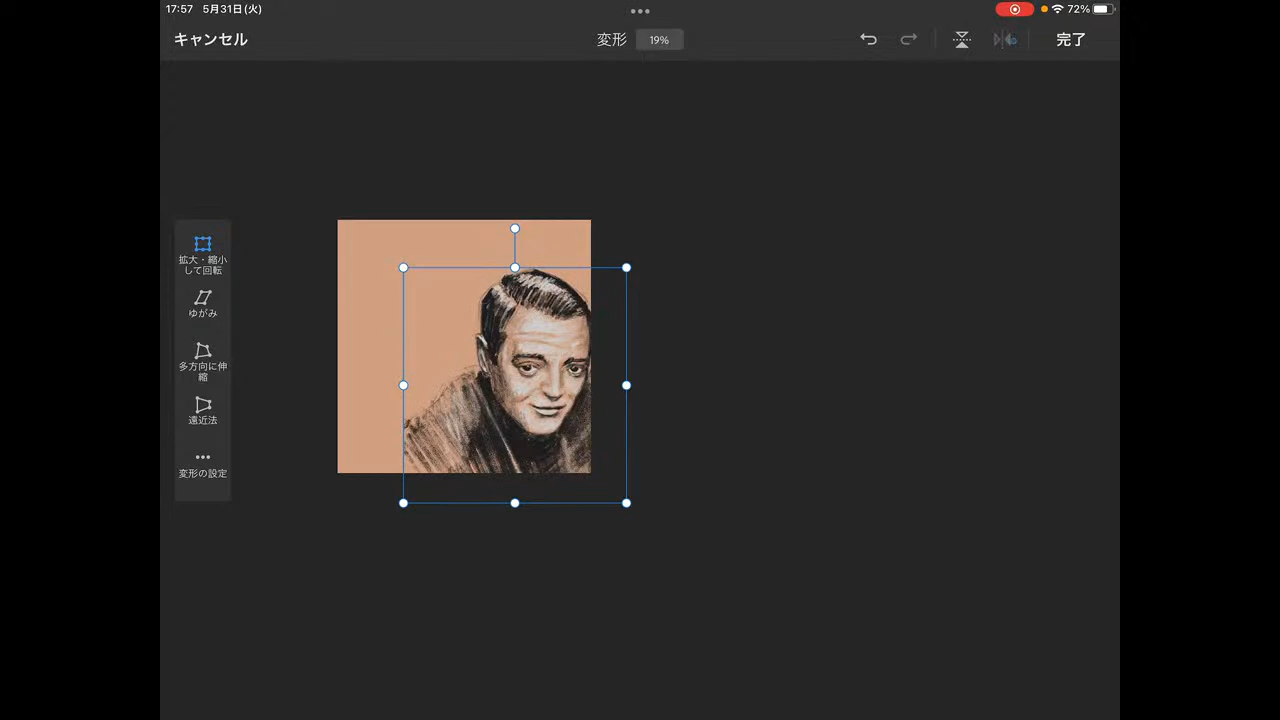 17:57 5月31日(火)
72%
キャンセル
変形 19%
完了
拡大・縮小
して回転
ゆがみ
多方向に伸
縮
遠近法
変形の設定